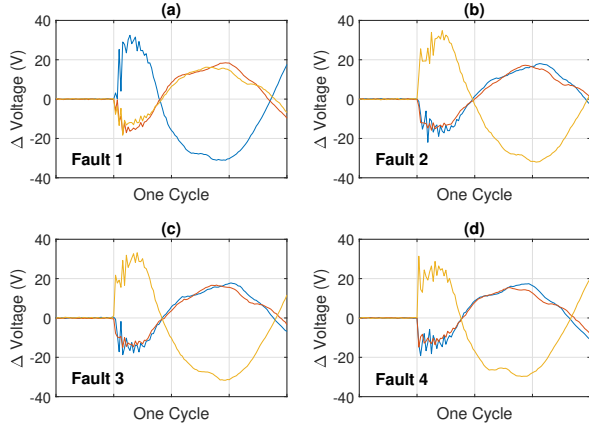 (a) (b)
40 40
20 20
0 0
-20 -20
-40 -40
Δ Voltage (V) Δ Voltage (V)
Fault 1 Fault 2
One Cycle One Cycle
(c) (d)
40 40
20 20
0 0
-20 -20
-40 -40
Δ Voltage (V) Δ Voltage (V)
Fault 3 Fault 4
One Cycle One Cycle